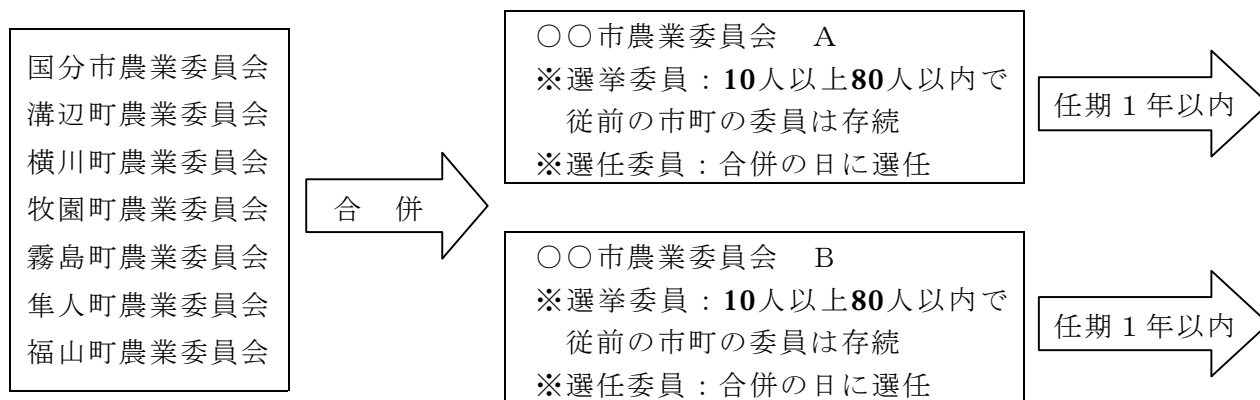 国分市農業委員会
溝辺町農業委員会
横川町農業委員会
牧園町農業委員会
霧島町農業委員会
隼人町農業委員会
福山町農業委員会
合　併
○○市農業委員会　A
※選挙委員：10人以上80人以内で
従前の市町の委員は存続
※選任委員：合併の日に選任
任期１年以内
○○市農業委員会　B
※選挙委員：10人以上80人以内で
従前の市町の委員は存続
※選任委員：合併の日に選任
任期１年以内